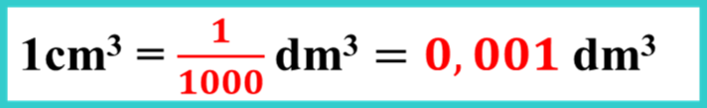 1cm³ = 1/1000 dm³ = 0,001 dm³